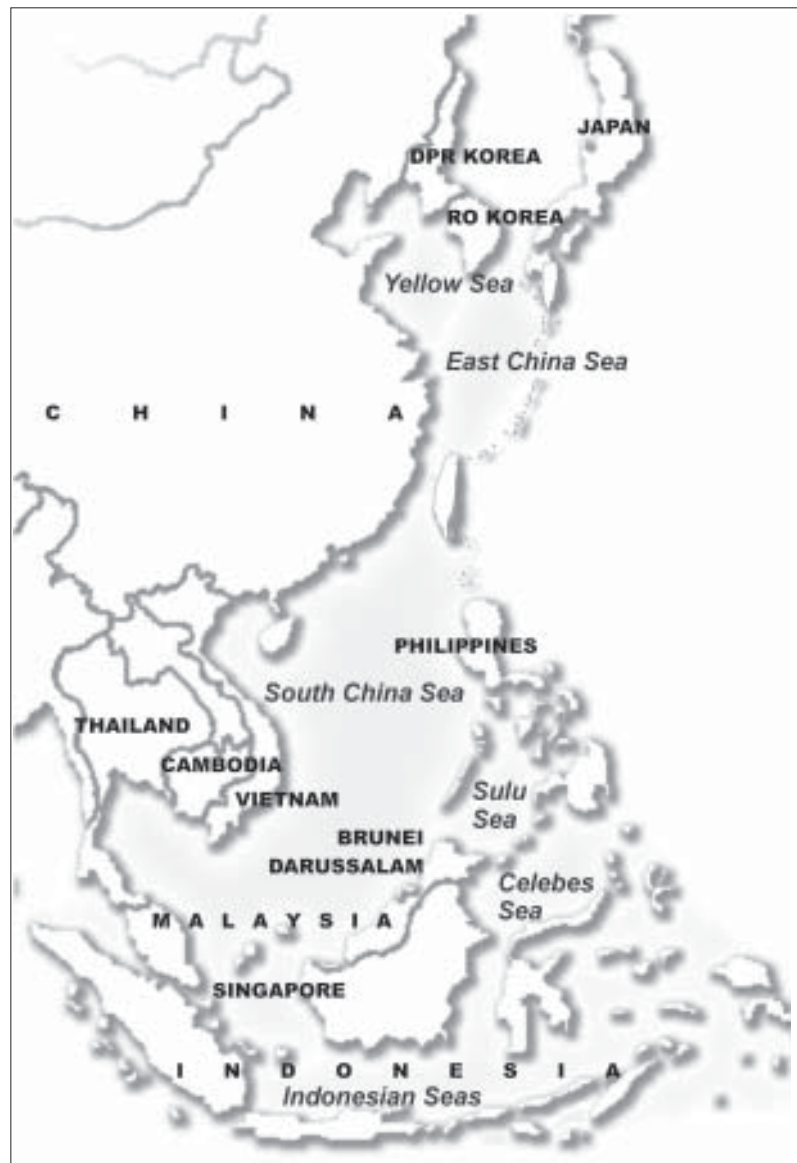 JAPAN
DPR KOREA
RO KOREA
Yellow Sea
East China Sea
C H I N A
PHILIPPINES
South China Sea
THAILAND
CAMBODIA
VIETNAM
Sulu
Sea
BRUNEI
DARUSSALAM
Celebes
Sea
M A L A Y S I A
SINGAPORE
I N D O N E S I A
Indonesian Seas